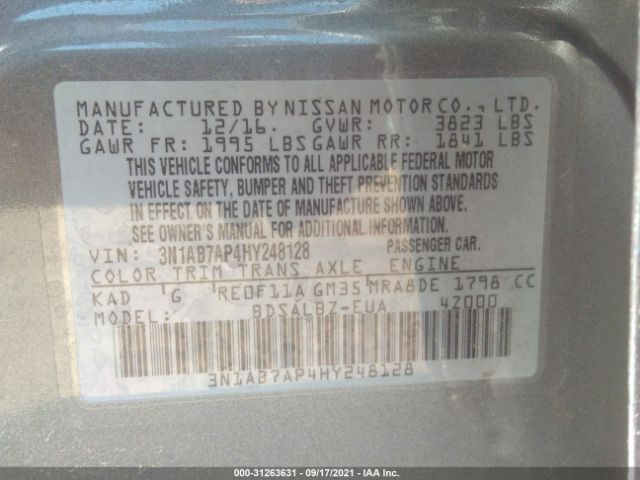 MANUFACTURED BY NISSAN MOTOR CO., LTD.
DATE: 12/16. GVWR: 3823 LBS
GAWR FR: 1995 LBS GAWR RR: 1841 LBS
THIS VEHICLE CONFORMS TO ALL APPLICABLE FEDERAL MOTOR
VEHICLE SAFETY, BUMPER AND THEFT PREVENTION STANDARDS
IN EFFECT ON THE DATE OF MANUFACTURE SHOWN ABOVE.
SEE OWNER'S MANUAL FOR ADDITIONAL INFORMATION.
VIN: 3N1AB7AP4HY248128 PASSENGER CAR.
COLOR TRIM TRANS AXLE ENGINE
KAD G RE0F11A GM35 MRA8DE 1798 CC
MODEL: BDSALBZ-EUA 4Z000
3N1AB7AP4HY248128
000-31263631 - 09/17/2021 - IAA Inc.